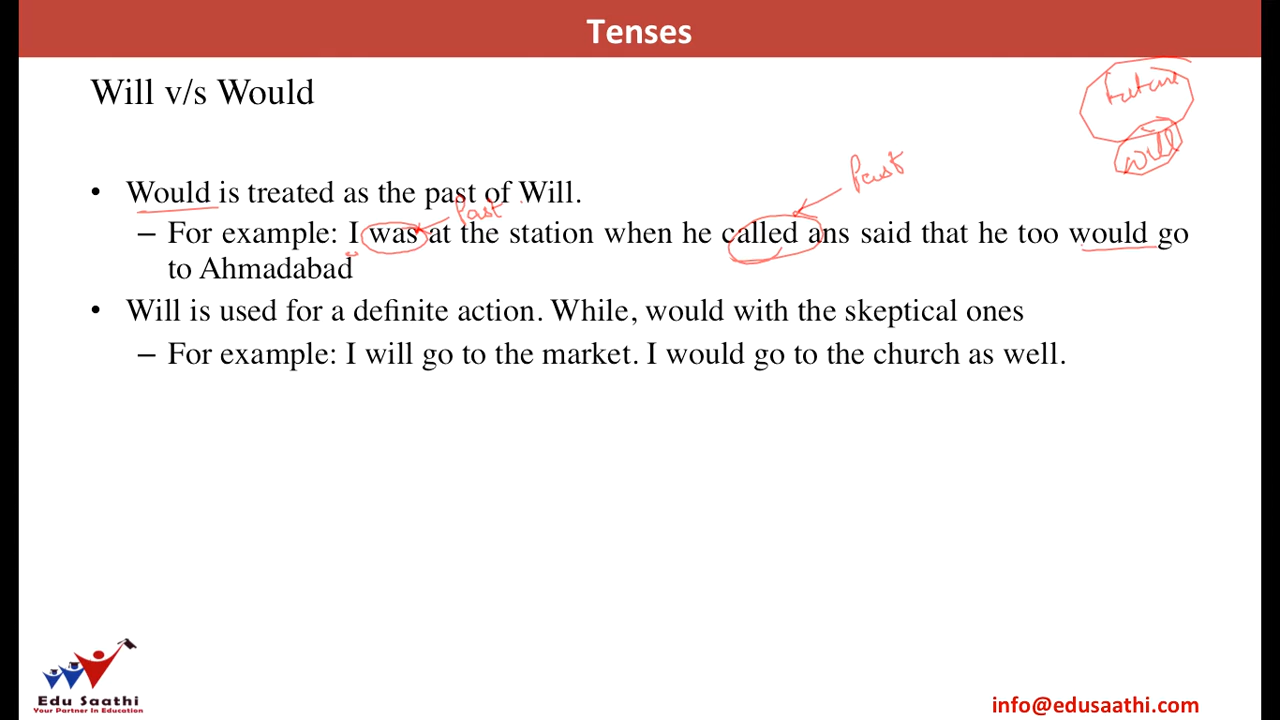 Tenses
Will v/s Would
Future
will
Past
• Would is treated as the past of Will.
Past
– For example: I was at the station when he called ans said that he too would go
to Ahmadabad
• Will is used for a definite action. While, would with the skeptical ones
– For example: I will go to the market. I would go to the church as well.
Edu Saathi
Your Partner In Education
info@edusaathi.com